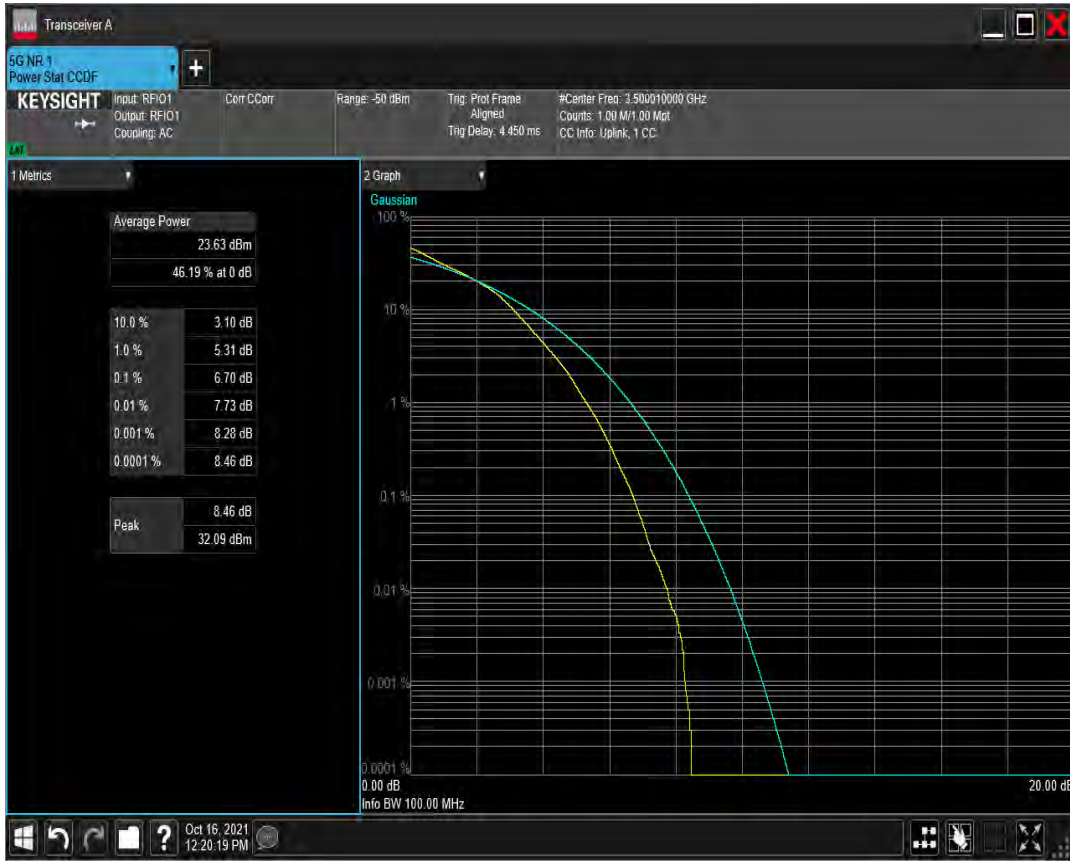 Transceiver A
5G NR 1
Power Stat CCDF
+
KEYSIGHT
Input: RFIO1
Output: RFIO1
Coupling: AC
Corr CCorr
Range: -50 dBm
Trig: Prot Frame
Aligned
Trig Delay: 4.450 ms
#Center Freq: 3.500010000 GHz
Counts: 1.00 M/1.00 Mpt
CC Info: Uplink, 1 CC
1 Metrics
Average Power
23.63 dBm
46.19 % at 0 dB
10.0 % 3.10 dB
1.0 % 5.31 dB
0.1 % 6.70 dB
0.01 % 7.73 dB
0.001 % 8.28 dB
0.0001 % 8.46 dB
Peak 8.46 dB
32.09 dBm
2 Graph
Gaussian
100 %
10 %
1 %
0.1 %
0.01 %
0.001 %
0.0001 %
0.00 dB
20.00 dB
Info BW 100.00 MHz
?
Oct 16, 2021
12:20:19 PM